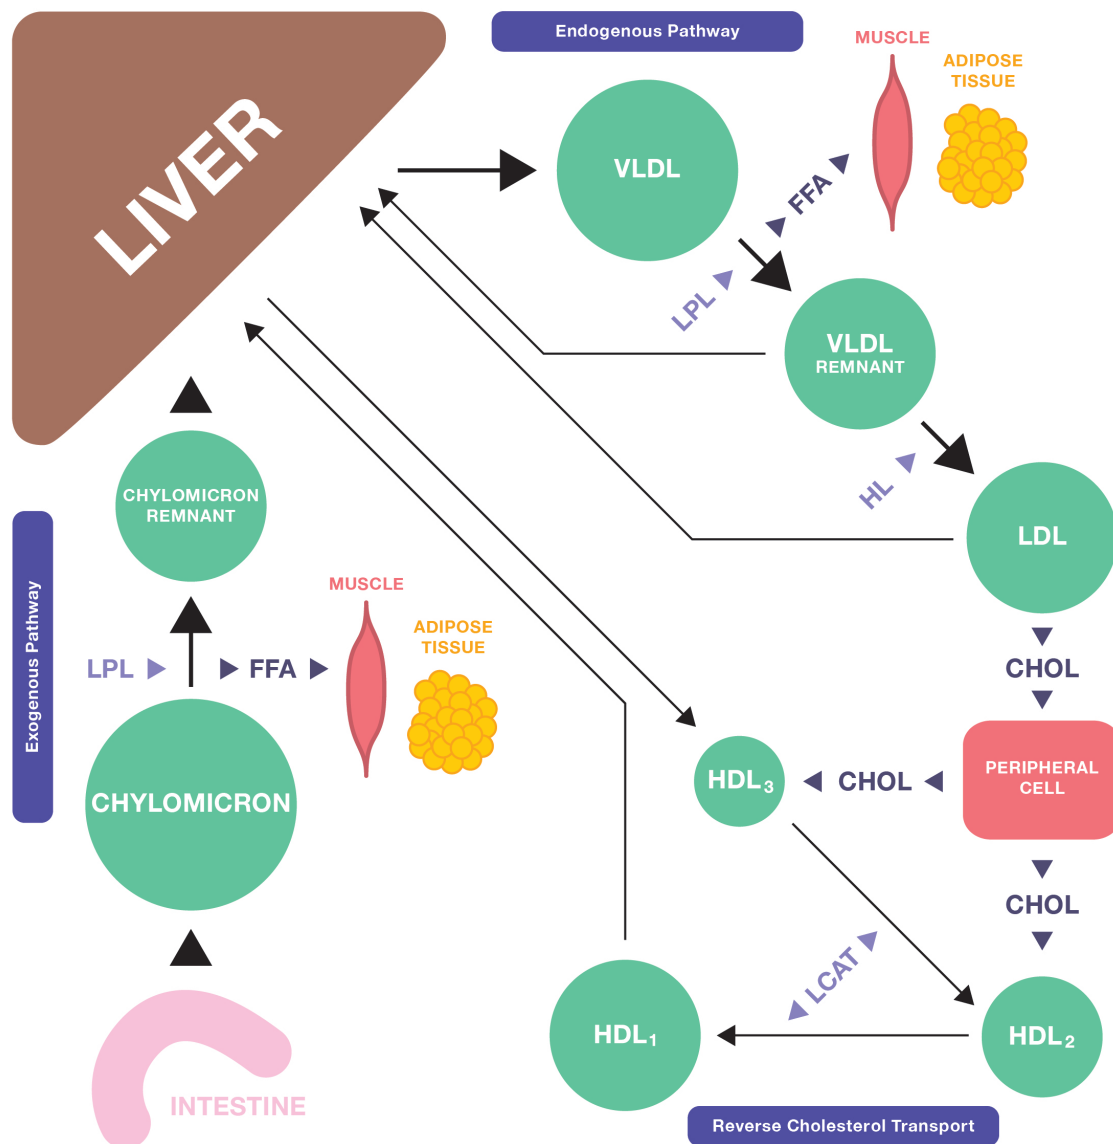 Endogenous Pathway
MUSCLE
ADIPOSE
TISSUE
LIVER
VLDL
FFA
LPL
VLDL
REMNANT
CHYLOMICRON
REMNANT
HL
LDL
Exogenous Pathway
MUSCLE
ADIPOSE
TISSUE
LPL
FFA
CHOL
CHYLOMICRON
HDL₃
CHOL
PERIPHERAL
CELL
CHOL
LCAT
HDL₁
HDL₂
INTESTINE
Reverse Cholesterol Transport